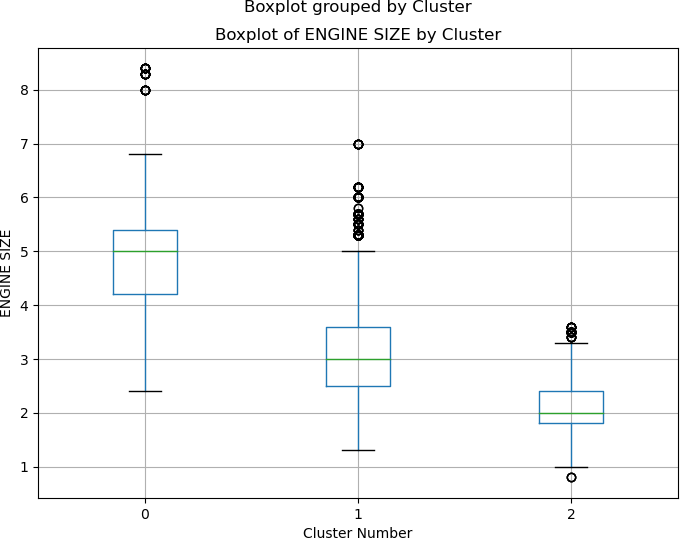 Boxplot grouped by Cluster
Boxplot of ENGINE SIZE by Cluster
ENGINE SIZE
8
7
6
5
4
3
2
1
0 1 2
Cluster Number